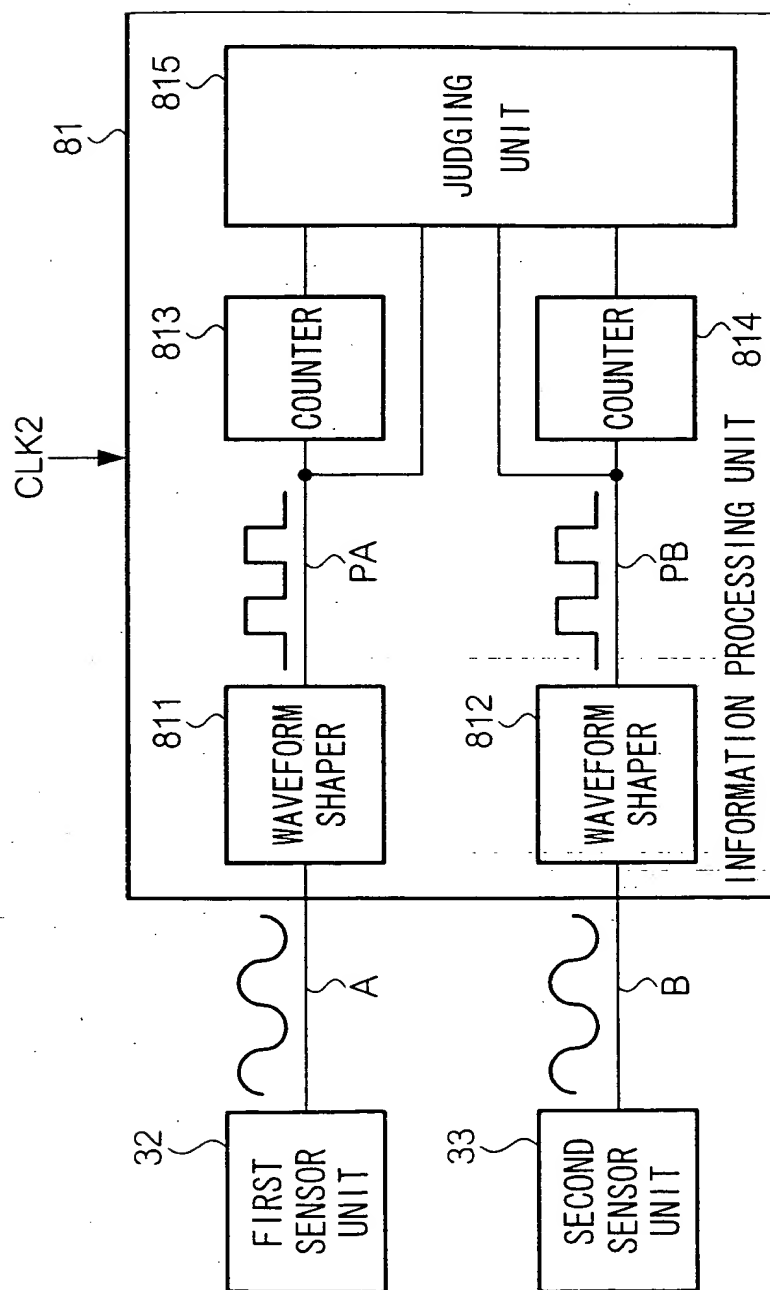 CLK2
81
32
FIRST
SENSOR
UNIT
A
811
WAVEFORM
SHAPER
PA
813
COUNTER
815
JUDGING
UNIT
33
SECOND
SENSOR
UNIT
B
812
WAVEFORM
SHAPER
PB
COUNTER
814
INFORMATION PROCESSING UNIT